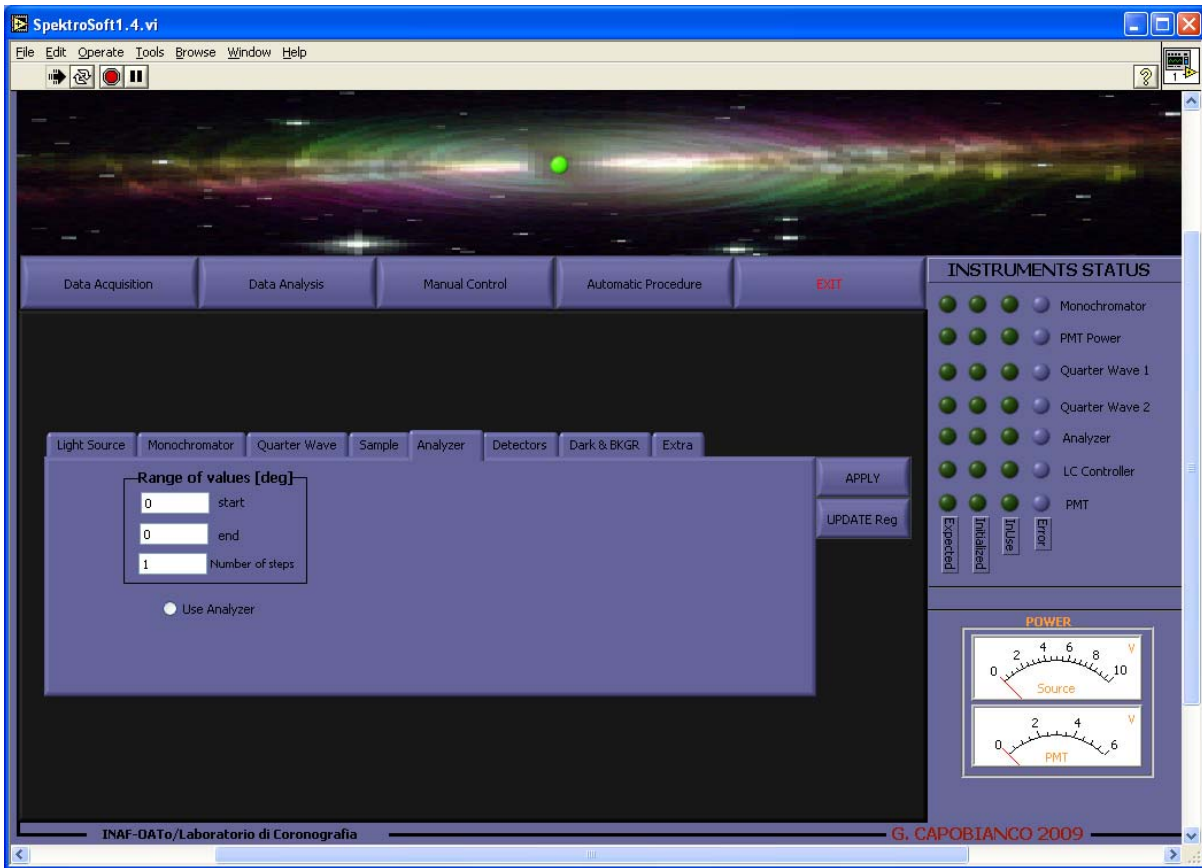 SpektroSoft1.4.vi
File Edit Operate Tools Browse Window Help
?
1
Data Acquisition
Data Analysis
Manual Control
Automatic Procedure
EXIT
INSTRUMENTS STATUS
Monochromator
PMT Power
Quarter Wave 1
Quarter Wave 2
Analyzer
LC Controller
PMT
Expected
Initialized
InUse
Error
Light Source
Monochromator
Quarter Wave
Sample
Analyzer
Detectors
Dark & BKGR
Extra
Range of values [deg]
0 start
0 end
1 Number of steps
Use Analyzer
APPLY
UPDATE Reg
POWER
0 2 4 6 8 10 V
Source
0 2 4 6 V
PMT
INAF-OATo/Laboratorio di Coronografia
G. CAPOBIANCO 2009